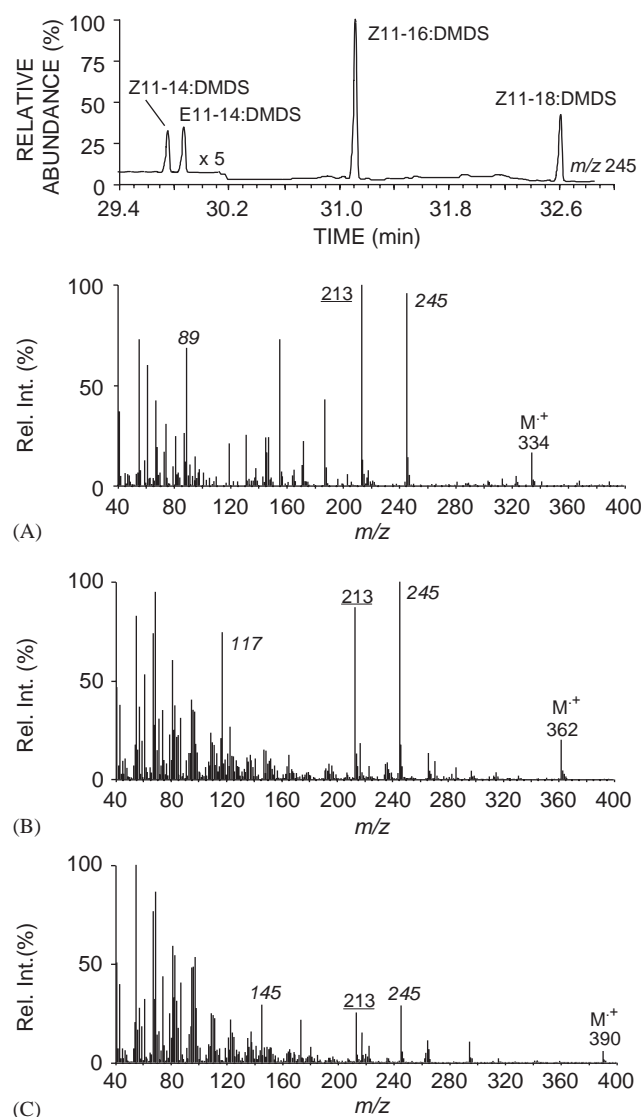 RELATIVE
ABUNDANCE (%)
100
75
50
25
0
Z11-16:DMDS
Z11-14:DMDS
E11-14:DMDS
Z11-18:DMDS
x 5
m/z 245
29.4 30.2 31.0 31.8 32.6
TIME (min)
Rel. Int. (%)
100
50
0
89
213
245
M·+
334
40 80 120 160 200 240 280 320 360 400
m/z
(A)
Rel. Int. (%)
100
50
0
117
213
245
M·+
362
40 80 120 160 200 240 280 320 360 400
m/z
(B)
Rel. Int.(%)
100
50
0
145
213
245
M·+
390
40 80 120 160 200 240 280 320 360 400
m/z
(C)